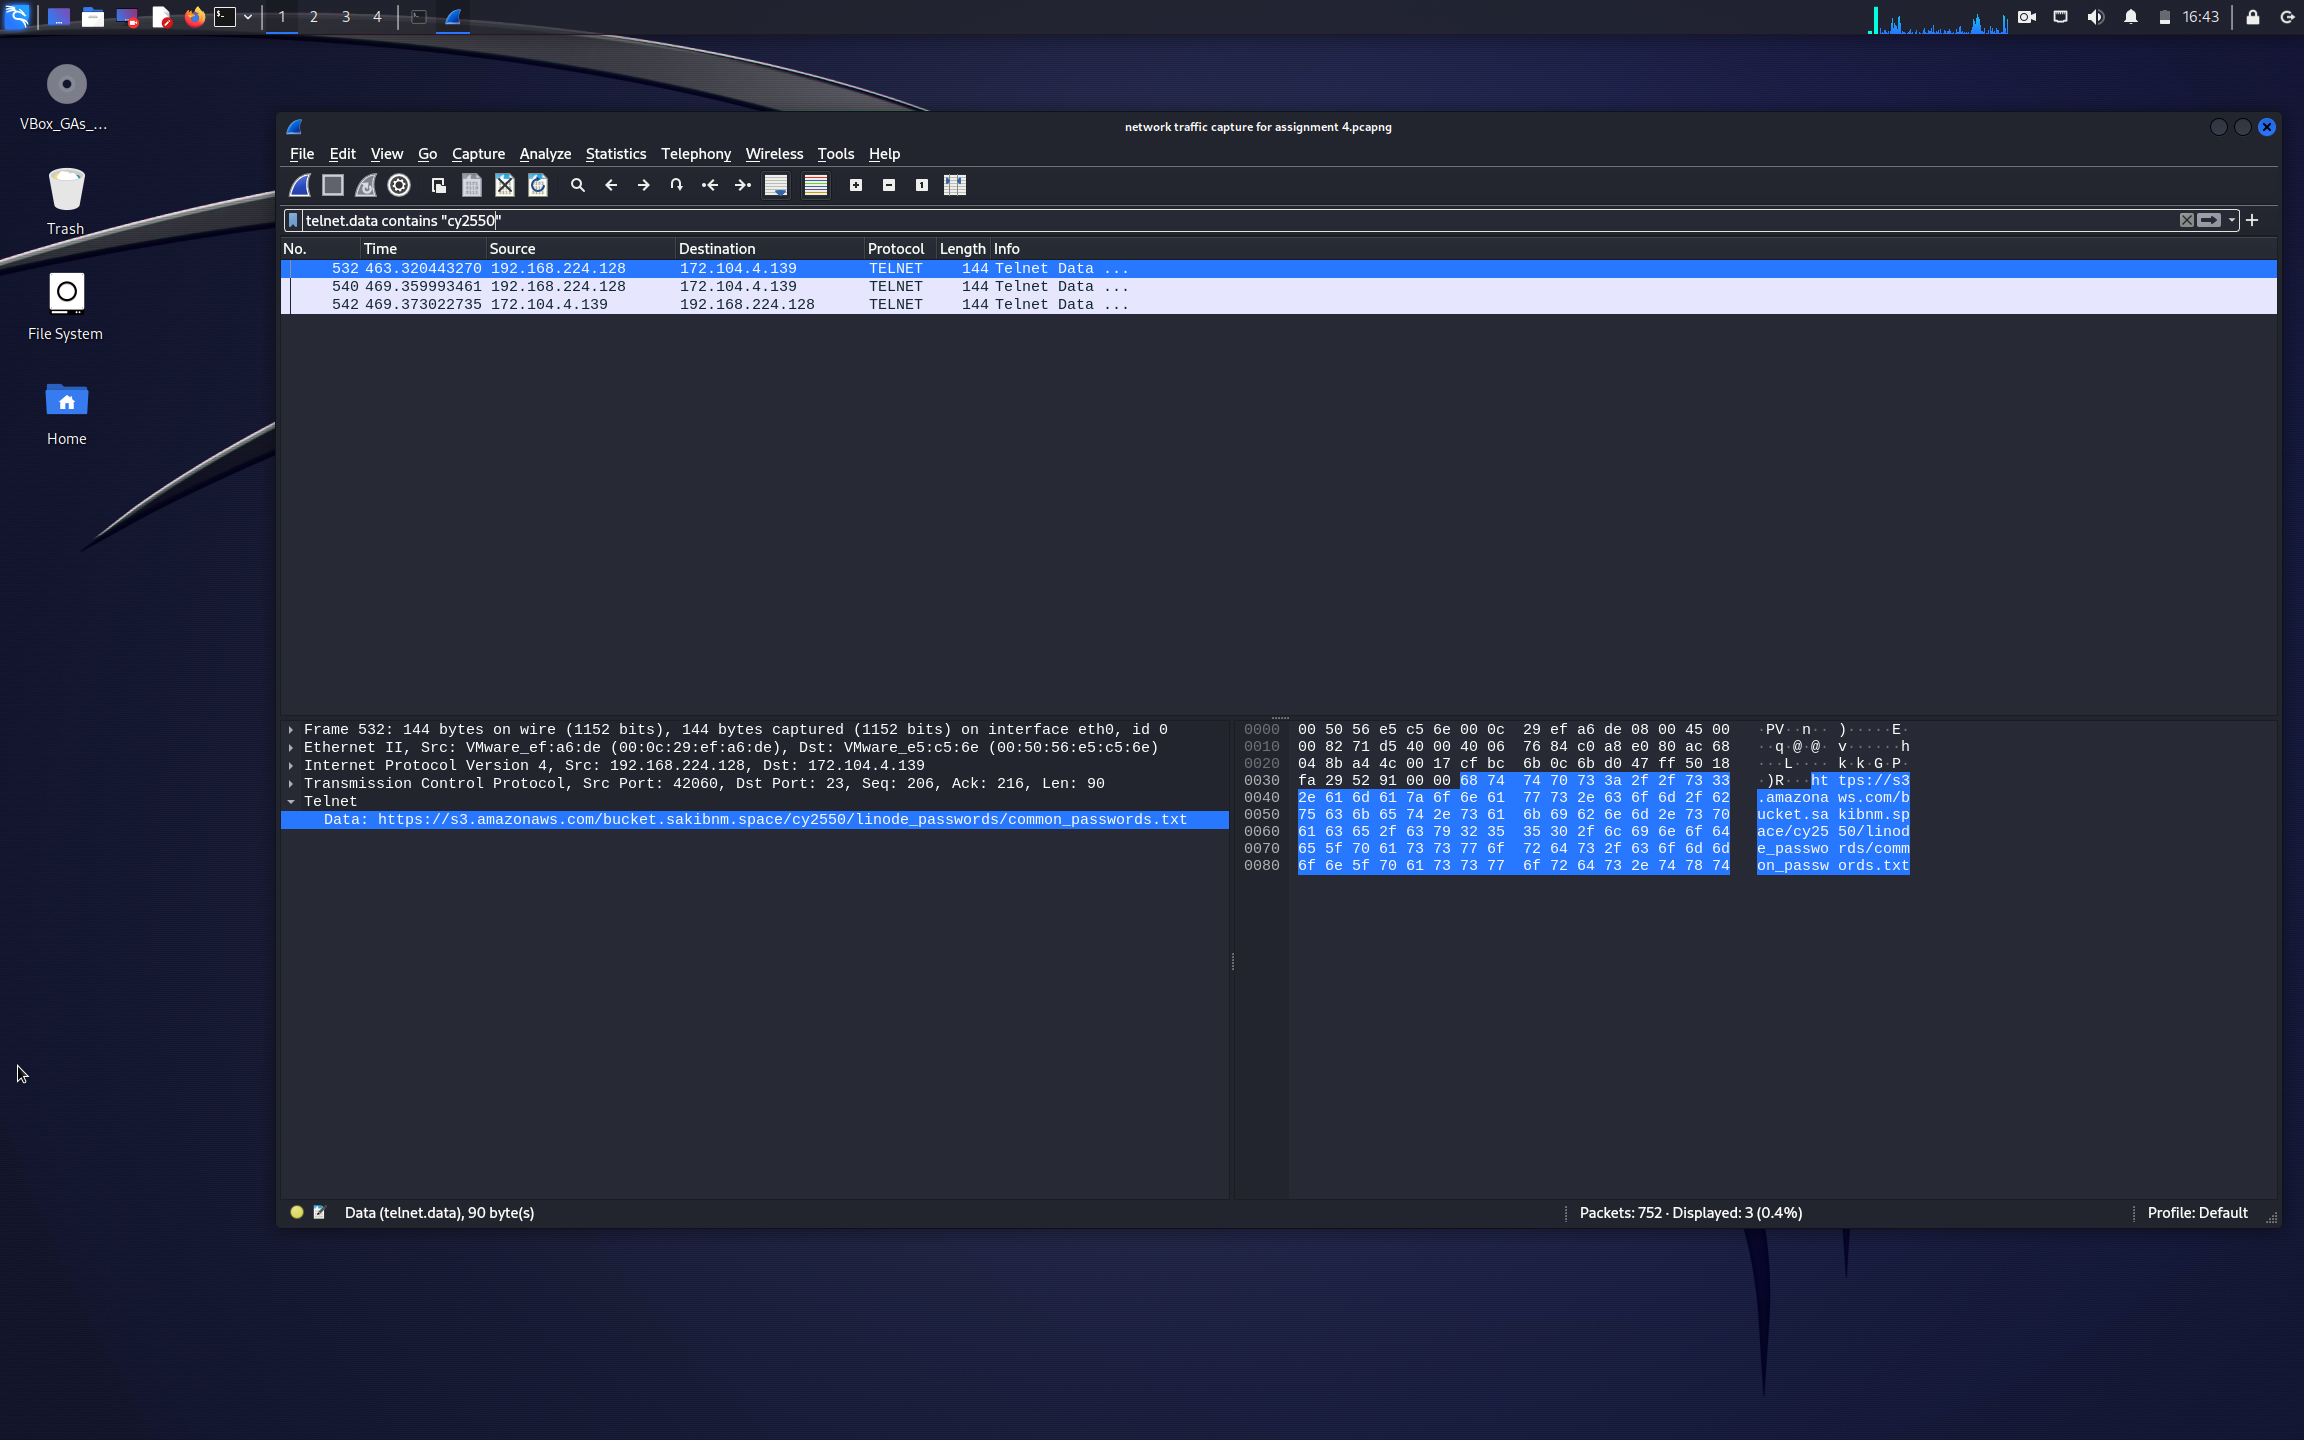 1 2 3 4
16:43
VBox_GAs_...
Trash
File System
Home
network traffic capture for assignment 4.pcapng
File Edit View Go Capture Analyze Statistics Telephony Wireless Tools Help
telnet.data contains "cy2550"
No. Time Source Destination Protocol Length Info
532 463.320443270 192.168.224.128 172.104.4.139 TELNET 144 Telnet Data ...
540 469.359993461 192.168.224.128 172.104.4.139 TELNET 144 Telnet Data ...
542 469.373022735 172.104.4.139 192.168.224.128 TELNET 144 Telnet Data ...
Frame 532: 144 bytes on wire (1152 bits), 144 bytes captured (1152 bits) on interface eth0, id 0
Ethernet II, Src: VMware_ef:a6:de (00:0c:29:ef:a6:de), Dst: VMware_e5:c5:6e (00:50:56:e5:c5:6e)
Internet Protocol Version 4, Src: 192.168.224.128, Dst: 172.104.4.139
Transmission Control Protocol, Src Port: 42060, Dst Port: 23, Seq: 206, Ack: 216, Len: 90
Telnet
Data: https://s3.amazonaws.com/bucket.sakibnm.space/cy2550/linode_passwords/common_passwords.txt
0000 00 50 56 e5 c5 6e 00 0c 29 ef a6 de 08 00 45 00 ·PV··n·· )·····E·
0010 00 82 71 d5 40 00 40 06 76 84 c0 a8 e0 80 ac 68 ··q·@·@· v······h
0020 04 8b a4 4c 00 17 cf bc 6b 0c 6b d0 47 ff 50 18 ···L···· k·k·G·P·
0030 fa 29 52 91 00 00 68 74 74 70 73 3a 2f 2f 73 33 ·)R···ht tps://s3
0040 2e 61 6d 61 7a 6f 6e 61 77 73 2e 63 6f 6d 2f 62 .amazona ws.com/b
0050 75 63 6b 65 74 2e 73 61 6b 69 62 6e 6d 2e 73 70 ucket.sa kibnm.sp
0060 61 63 65 2f 63 79 32 35 35 30 2f 6c 69 6e 6f 64 ace/cy25 50/linod
0070 65 5f 70 61 73 73 77 6f 72 64 73 2f 63 6f 6d 6d e_passwo rds/comm
0080 6f 6e 5f 70 61 73 73 77 6f 72 64 73 2e 74 78 74 on_passw ords.txt
Data (telnet.data), 90 byte(s)
Packets: 752 · Displayed: 3 (0.4%)
Profile: Default